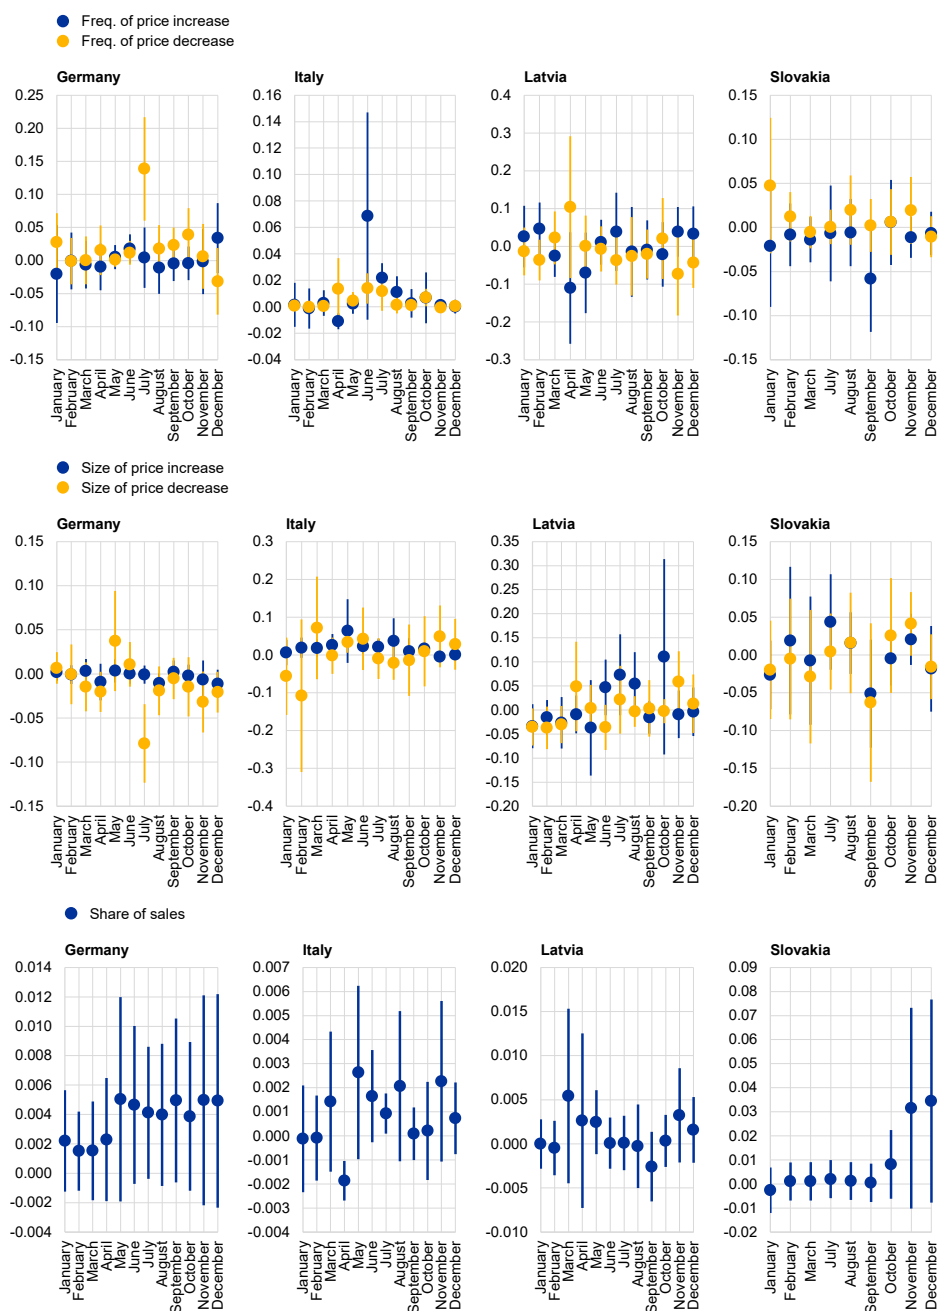 Freq. of price increase
Freq. of price decrease
Germany
0.25
0.20
0.15
0.10
0.05
0.00
-0.05
-0.10
-0.15
January
February
March
April
May
June
July
August
September
October
November
December
Italy
0.16
0.14
0.12
0.10
0.08
0.06
0.04
0.02
0.00
-0.02
-0.04
January
February
March
April
May
June
July
August
September
October
November
December
Latvia
0.4
0.3
0.2
0.1
0.0
-0.1
-0.2
-0.3
January
February
March
April
May
June
July
August
September
October
November
December
Slovakia
0.15
0.10
0.05
0.00
-0.05
-0.10
-0.15
January
February
March
July
August
September
October
November
December
Size of price increase
Size of price decrease
Germany
0.15
0.10
0.05
0.00
-0.05
-0.10
-0.15
January
February
March
April
May
June
July
August
September
October
November
December
Italy
0.3
0.2
0.1
0.0
-0.1
-0.2
-0.3
-0.4
January
February
March
April
May
June
July
August
September
October
November
December
Latvia
0.35
0.30
0.25
0.20
0.15
0.10
0.05
0.00
-0.05
-0.10
-0.15
-0.20
January
February
March
April
May
June
July
August
September
October
November
December
Slovakia
0.15
0.10
0.05
0.00
-0.05
-0.10
-0.15
-0.20
January
February
March
July
August
September
October
November
December
Share of sales
Germany
0.014
0.012
0.010
0.008
0.006
0.004
0.002
0.000
-0.002
-0.004
January
February
March
April
May
June
July
August
September
October
November
December
Italy
0.007
0.006
0.005
0.004
0.003
0.002
0.001
0.000
-0.001
-0.002
-0.003
-0.004
January
February
March
April
May
June
July
August
September
October
November
December
Latvia
0.020
0.015
0.010
0.005
0.000
-0.005
-0.010
January
February
March
April
May
June
July
August
September
October
November
December
Slovakia
0.09
0.08
0.07
0.06
0.05
0.04
0.03
0.02
0.01
0.00
-0.01
-0.02
January
February
March
July
August
September
October
November
December